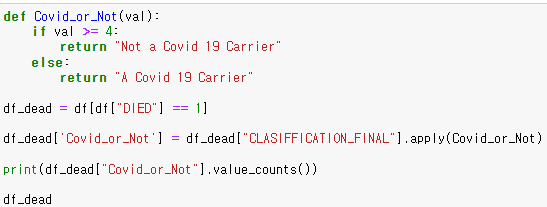 def Covid_or_Not(val):
    if val >= 4:
        return "Not a Covid 19 Carrier"
    else:
        return "A Covid 19 Carrier"
df_dead = df[df["DIED"] == 1]
df_dead['Covid_or_Not'] = df_dead["CLASIFFICATION_FINAL"].apply(Covid_or_Not)
print(df_dead["Covid_or_Not"].value_counts())
df_dead